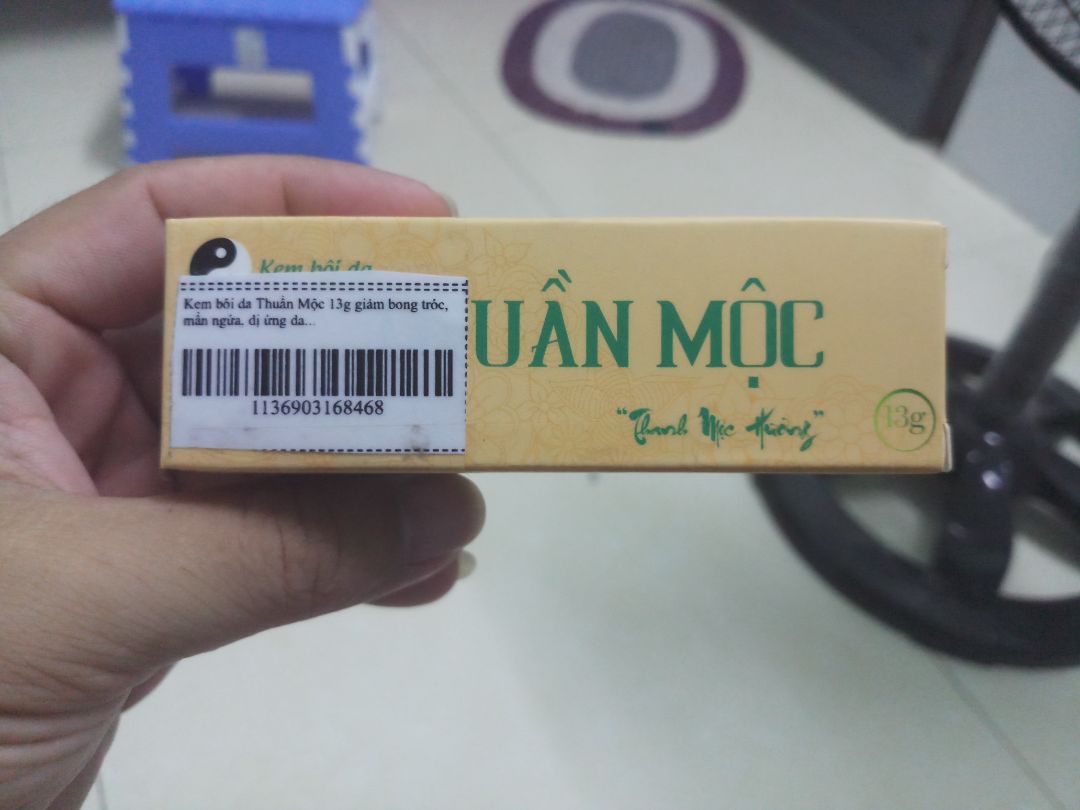 Kem bôi da
Kem bôi da Thuần Mộc 13g giảm bong tróc,
mẩn ngứa, dị ứng da...
1136903168468
UẦN MỘC
"Thanh Mộc Hương"
13g